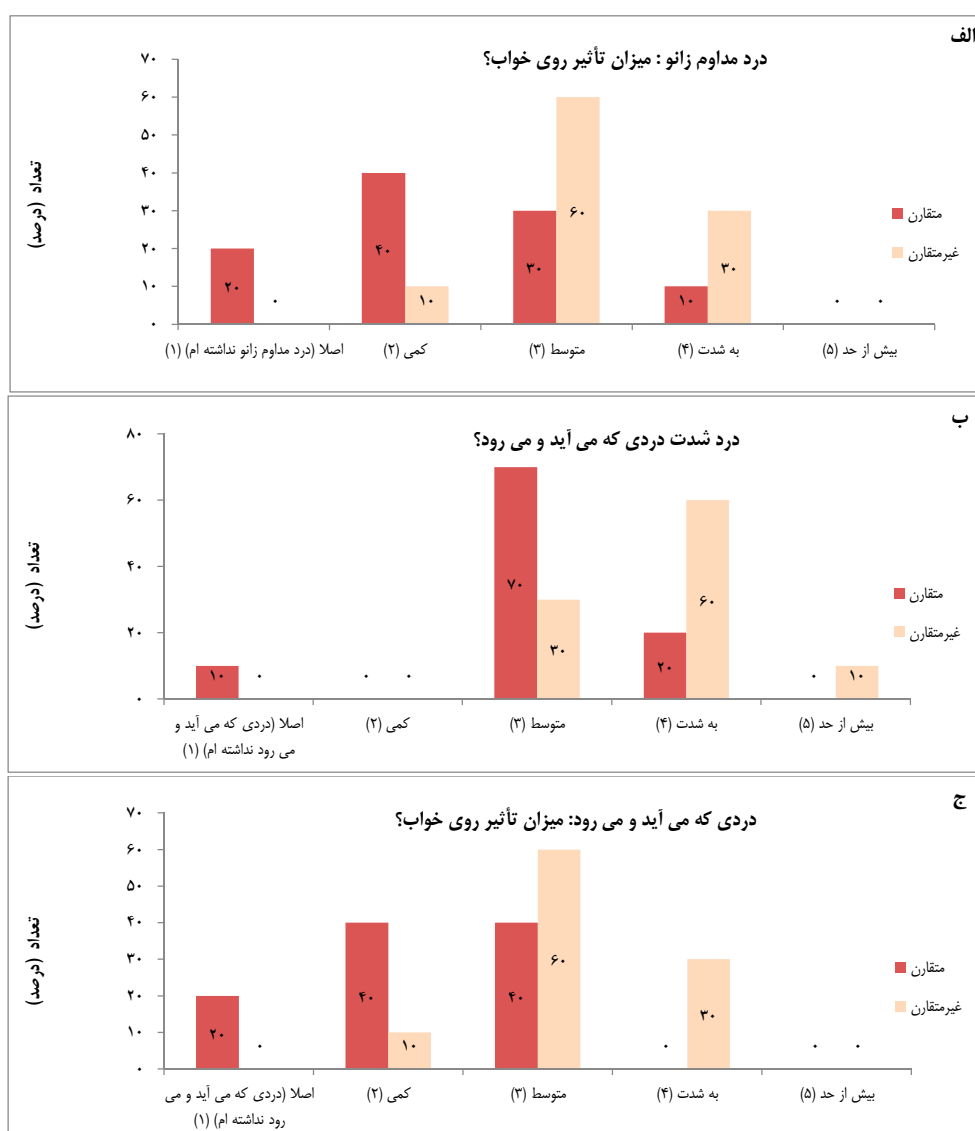 الف
درد مداوم زانو : میزان تأثیر روی خواب؟
تعداد (درصد)
۷۰
۶۰
۵۰
۴۰
۳۰
۲۰
۱۰
۰
۲۰ ۰ ۴۰ ۱۰ ۳۰ ۶۰ ۱۰ ۳۰ ۰ ۰
اصلا (درد مداوم زانو نداشته ام) (۱)
کمی (۲)
متوسط (۳)
به شدت (۴)
بیش از حد (۵)
متقارن
غیرمتقارن
ب
درد شدت دردی که می آید و می رود؟
تعداد (درصد)
۸۰
۶۰
۴۰
۲۰
۰
۱۰ ۰ ۰ ۰ ۷۰ ۳۰ ۲۰ ۶۰ ۰ ۱۰
اصلا (دردی که می آید و
می رود نداشته ام) (۱)
کمی (۲)
متوسط (۳)
به شدت (۴)
بیش از حد (۵)
متقارن
غیرمتقارن
ج
دردی که می آید و می رود: میزان تأثیر روی خواب؟
تعداد (درصد)
۷۰
۶۰
۵۰
۴۰
۳۰
۲۰
۱۰
۰
۲۰ ۰ ۴۰ ۱۰ ۴۰ ۶۰ ۰ ۳۰ ۰ ۰
اصلا (دردی که می آید و می
رود نداشته ام) (۱)
کمی (۲)
متوسط (۳)
به شدت (۴)
بیش از حد (۵)
متقارن
غیرمتقارن